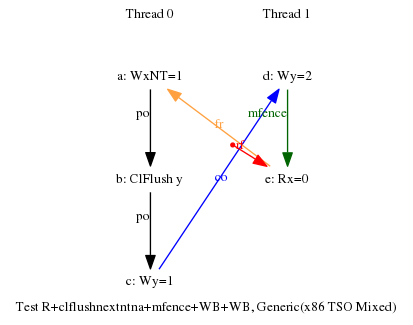 Thread 0 Thread 1
a: WxNT=1 d: Wy=2
po mfence
fr
rf
b: ClFlush y e: Rx=0
co
po
c: Wy=1
Test R+clflushnextntna+mfence+WB+WB, Generic(x86 TSO Mixed)